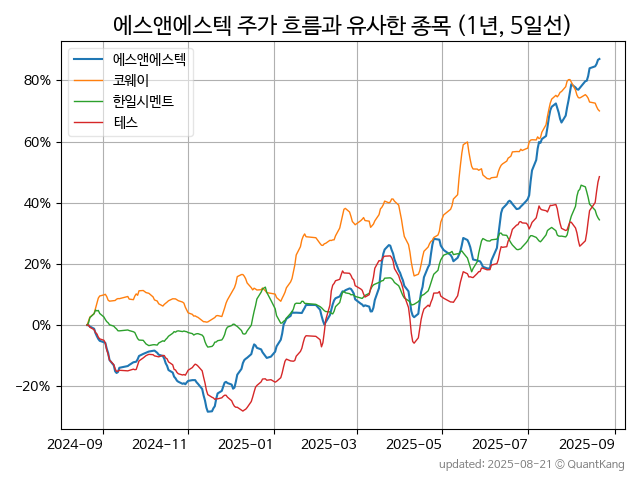 에스앤에스텍 주가 흐름과 유사한 종목 (1년, 5일선)
에스앤에스텍
코웨이
한일시멘트
테스
80%
60%
40%
20%
0%
−20%
2024-09 2024-11 2025-01 2025-03 2025-05 2025-07 2025-09
updated: 2025-08-21 © QuantKang